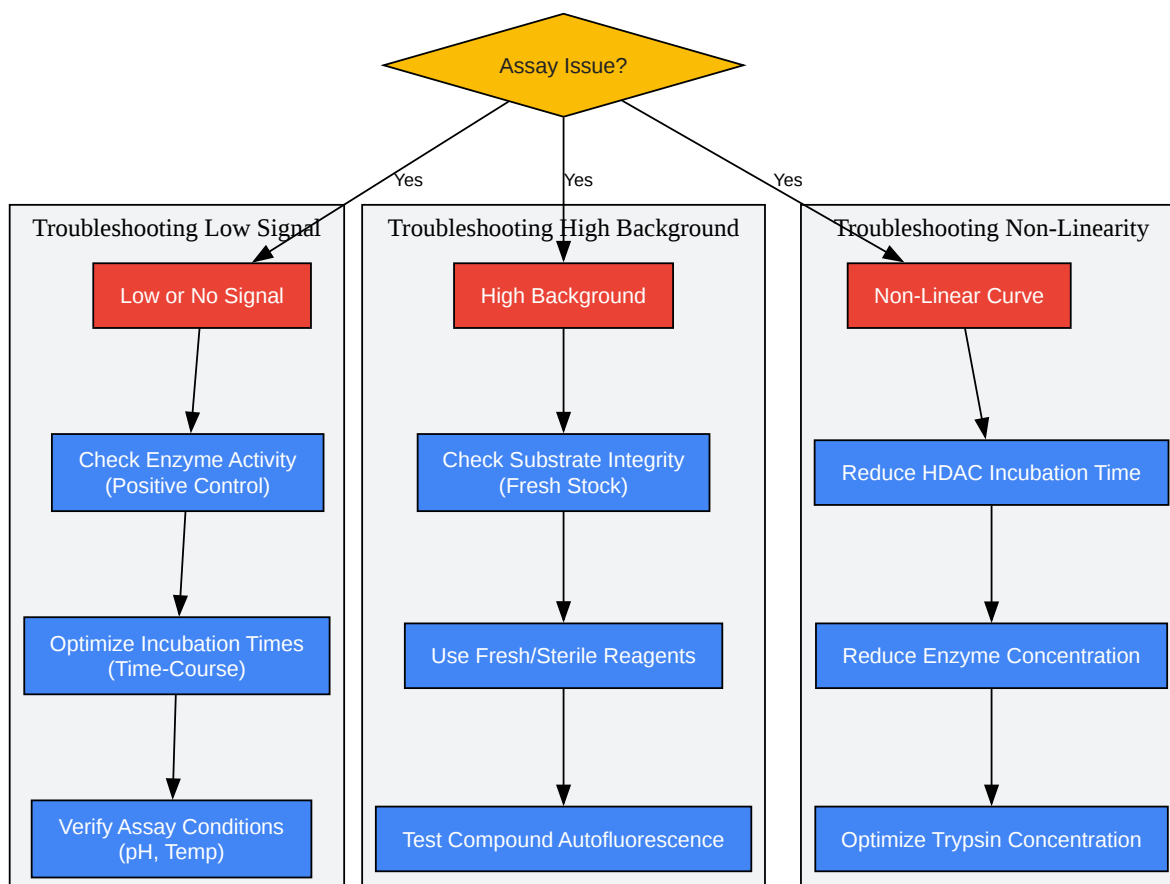 Assay Issue?
Yes
Yes
Yes
Troubleshooting Low Signal
Low or No Signal
Check Enzyme Activity
(Positive Control)
Optimize Incubation Times
(Time-Course)
Verify Assay Conditions
(pH, Temp)
Troubleshooting High Background
High Background
Check Substrate Integrity
(Fresh Stock)
Use Fresh/Sterile Reagents
Test Compound Autofluorescence
Troubleshooting Non-Linearity
Non-Linear Curve
Reduce HDAC Incubation Time
Reduce Enzyme Concentration
Optimize Trypsin Concentration